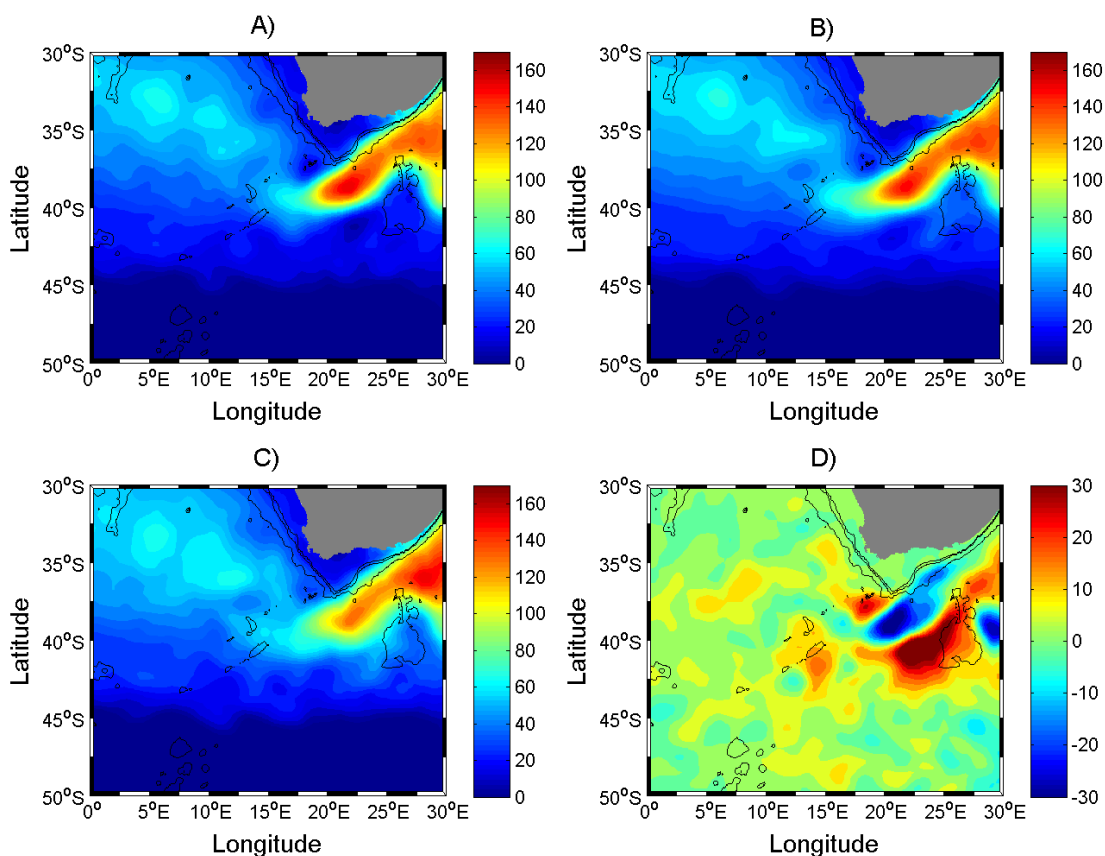 A)
30°S
35°S
40°S
45°S
50°S
0°
5°E
10°E
15°E
20°E
25°E
30°E
Latitude
Longitude
160
140
120
100
80
60
40
20
0
B)
30°S
35°S
40°S
45°S
50°S
0°
5°E
10°E
15°E
20°E
25°E
30°E
Latitude
Longitude
160
140
120
100
80
60
40
20
0
C)
30°S
35°S
40°S
45°S
50°S
0°
5°E
10°E
15°E
20°E
25°E
30°E
Latitude
Longitude
160
140
120
100
80
60
40
20
0
D)
30°S
35°S
40°S
45°S
50°S
0°
5°E
10°E
15°E
20°E
25°E
30°E
Latitude
Longitude
30
20
10
0
-10
-20
-30